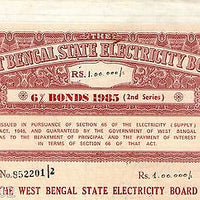 THE
T BENGAL STATE ELECTRICITY BO
RS. 1.00.000/-
6% BONDS 1985 (2nd Series)
ISSUED IN PURSUANCE OF SECTION 65 OF THE ELECTRICITY (SUPPLY)
ACT, 1948, AND GUARANTEED BY THE GOVERNMENT OF WEST BENGAL
AS TO THE REPAYMENT OF PRINCIPAL AND THE PAYMENT OF INTEREST
IN TERMS OF SECTION 66 OF THAT ACT.
No. 852201/2 Rs. 1.00.000/-
THE WEST BENGAL STATE ELECTRICITY BOARD